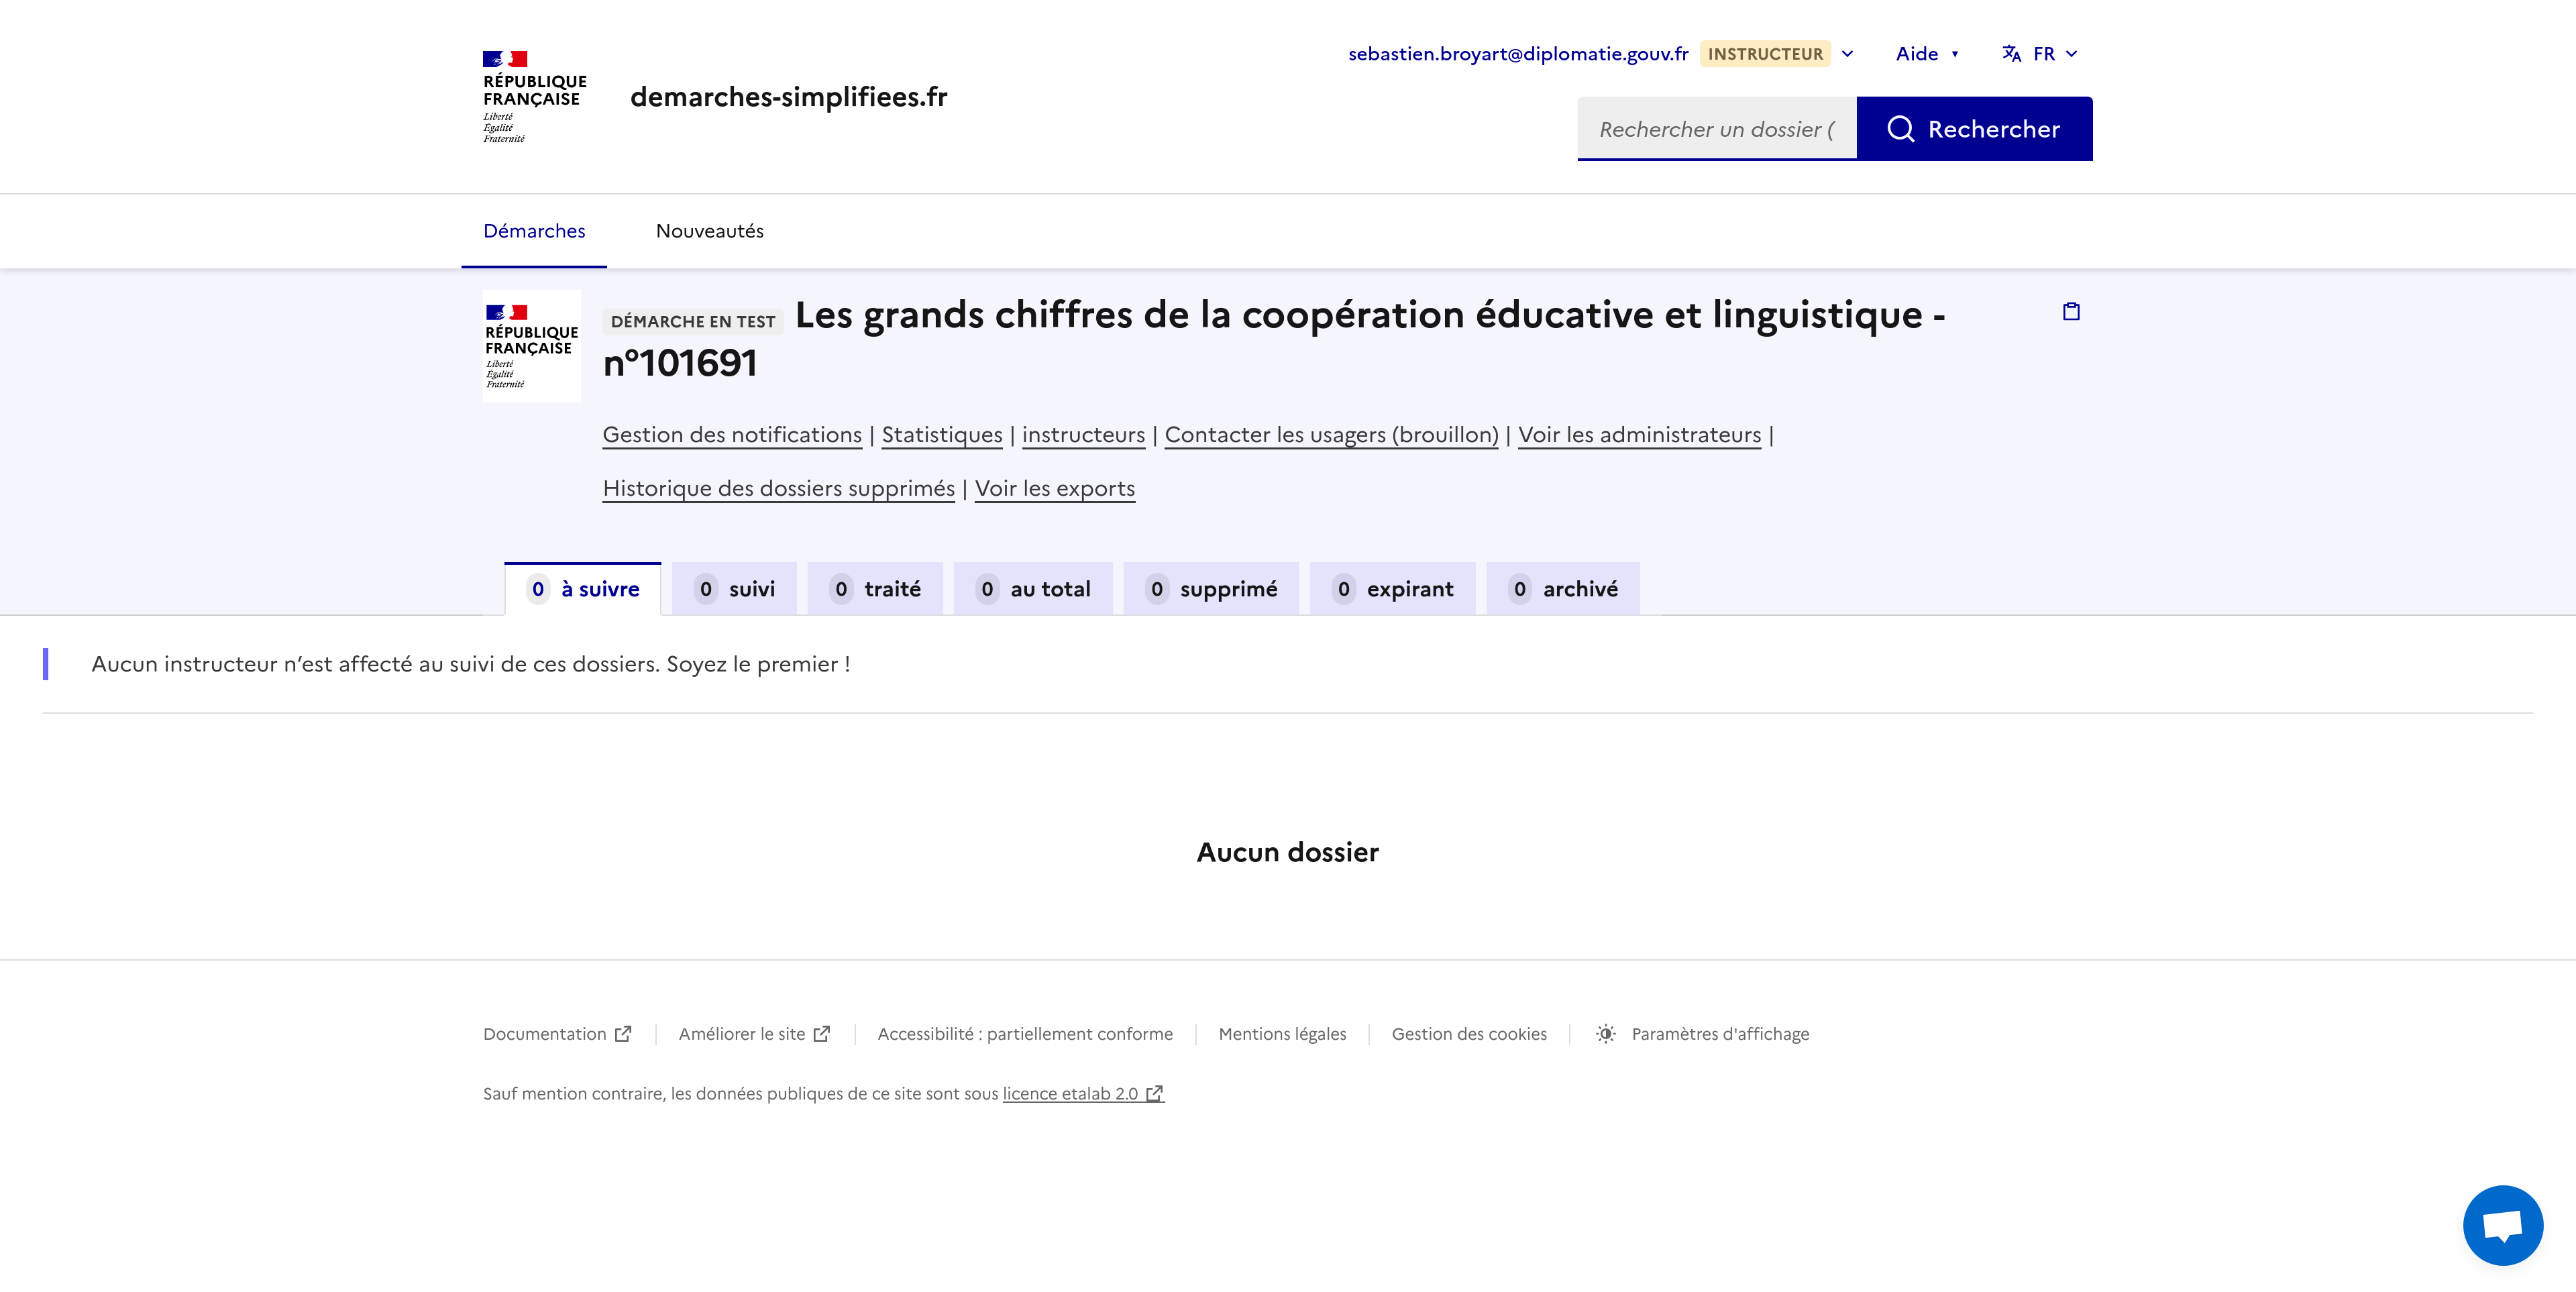 sebastien.broyart@diplomatie.gouv.fr INSTRUCTEUR Aide FR
RÉPUBLIQUE
FRANÇAISE
Liberté
Égalité
Fraternité
demarches-simplifiees.fr
Rechercher un dossier ( Rechercher
Démarches Nouveautés
RÉPUBLIQUE
FRANÇAISE
Liberté
Égalité
Fraternité
DÉMARCHE EN TEST Les grands chiffres de la coopération éducative et linguistique -
n°101691
Gestion des notifications | Statistiques | instructeurs | Contacter les usagers (brouillon) | Voir les administrateurs |
Historique des dossiers supprimés | Voir les exports
0 à suivre 0 suivi 0 traité 0 au total 0 supprimé 0 expirant 0 archivé
Aucun instructeur n’est affecté au suivi de ces dossiers. Soyez le premier !
Aucun dossier
Documentation Améliorer le site Accessibilité : partiellement conforme Mentions légales Gestion des cookies Paramètres d'affichage
Sauf mention contraire, les données publiques de ce site sont sous licence etalab 2.0